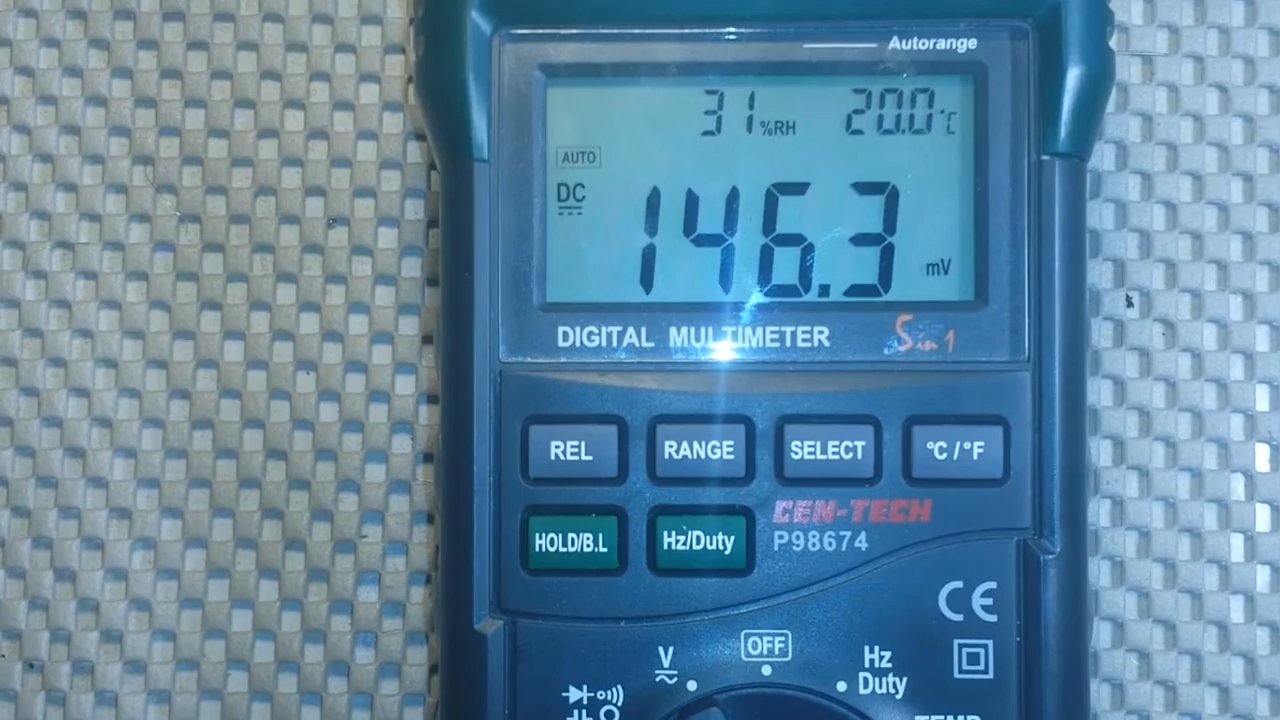 Autorange
31 %RH 20.0 °C
AUTO
DC
146.3 mV
DIGITAL MULTIMETER 5 in 1
REL RANGE SELECT °C / °F
HOLD/B.L Hz/Duty
CEN-TECH
P98674
CE
OFF
V
Hz
Duty
TEMP